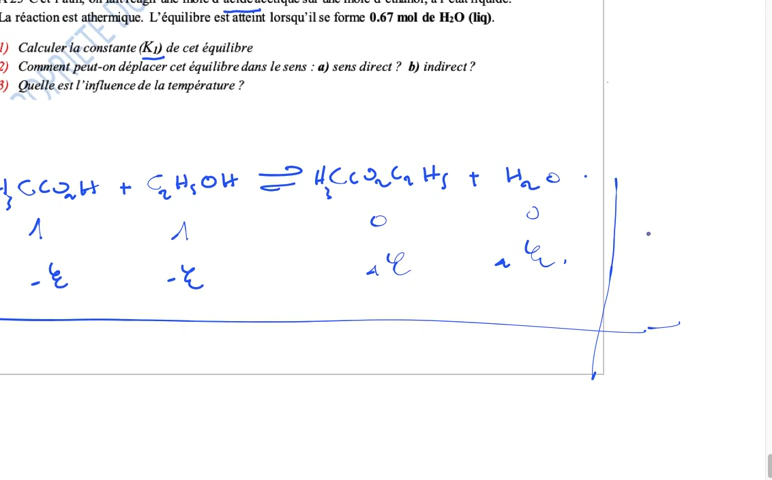 La réaction est athermique. L'équilibre est atteint lorsqu'il se forme 0.67 mol de H₂O (liq).
1) Calculer la constante (K₁) de cet équilibre
2) Comment peut-on déplacer cet équilibre dans le sens : a) sens direct ? b) indirect ?
3) Quelle est l'influence de la température ?
H₃CCO₂H + C₂H₅OH ⇌ H₃CCO₂C₂H₅ + H₂O
1 1 0 0
-ξ -ξ